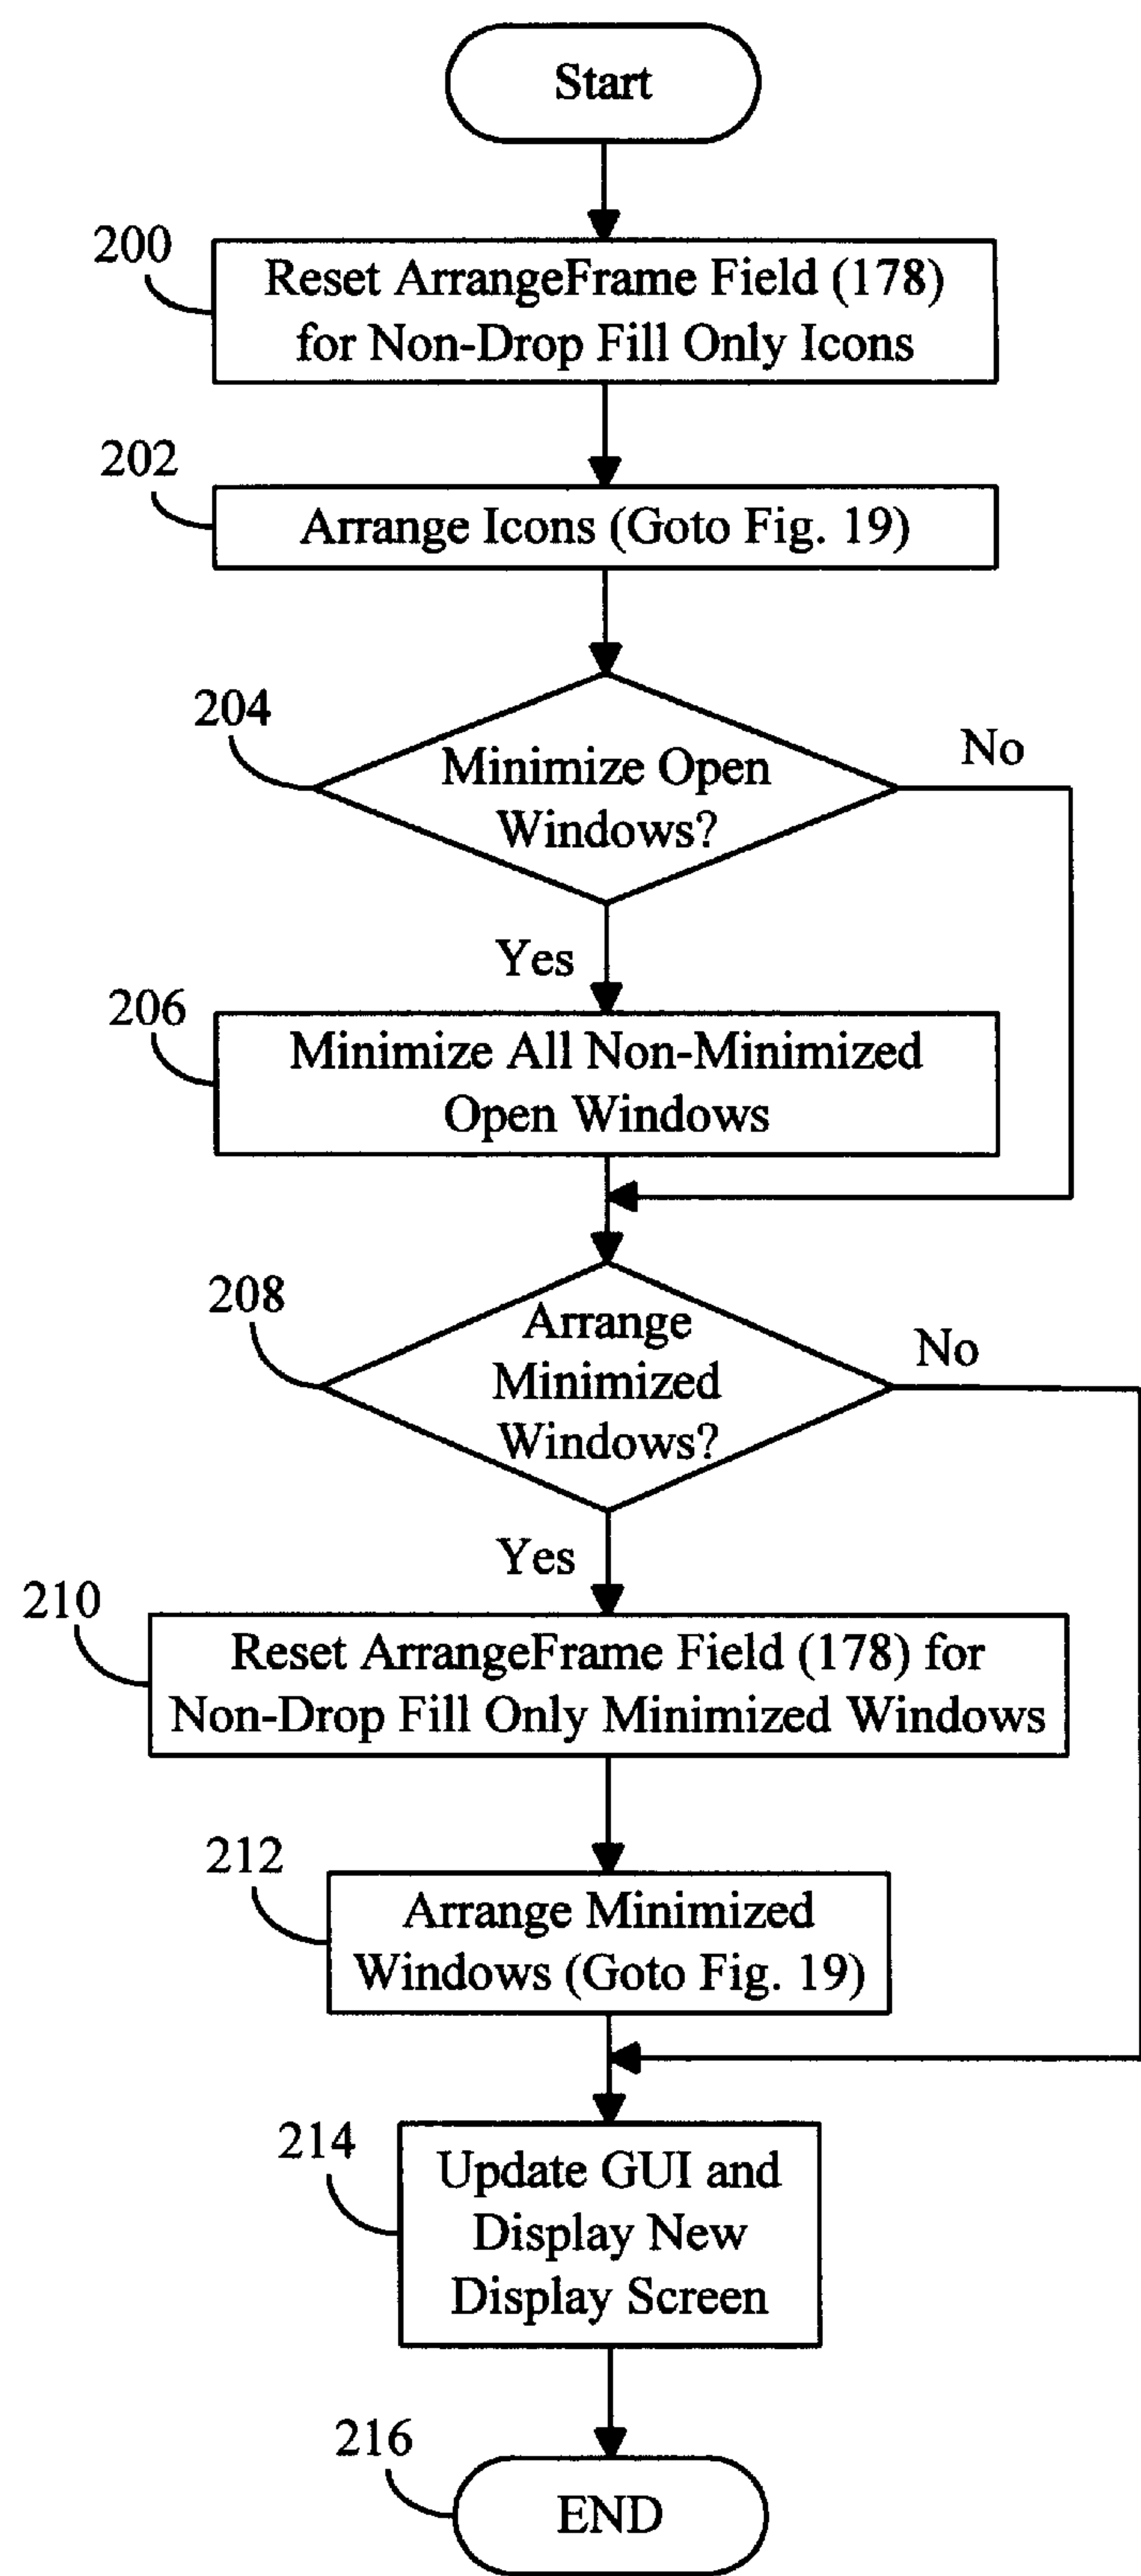 Start
200
Reset ArrangeFrame Field (178)
for Non-Drop Fill Only Icons
202
Arrange Icons (Goto Fig. 19)
204
Minimize Open
Windows?
No
Yes
206
Minimize All Non-Minimized
Open Windows
208
Arrange
Minimized
Windows?
No
Yes
210
Reset ArrangeFrame Field (178) for
Non-Drop Fill Only Minimized Windows
212
Arrange Minimized
Windows (Goto Fig. 19)
214
Update GUI and
Display New
Display Screen
216
END